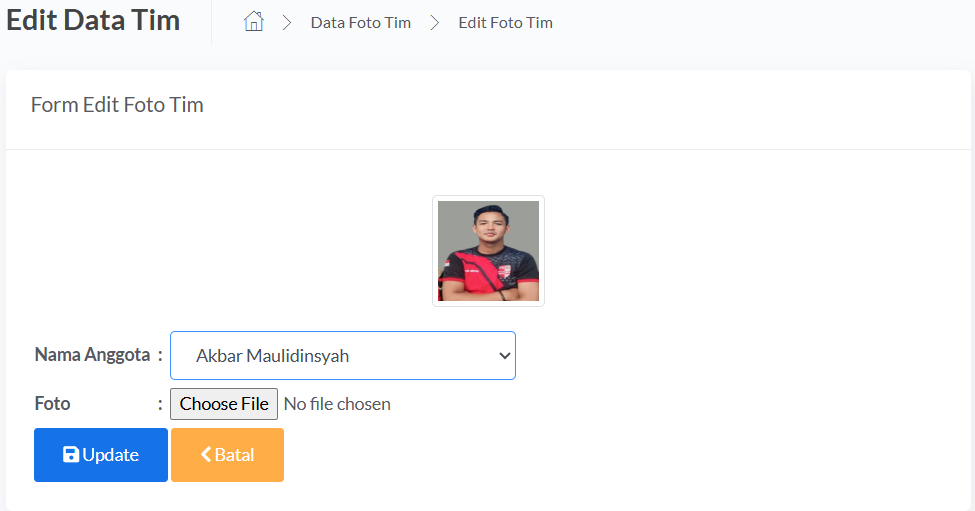 Edit Data Tim
Data Foto Tim
Edit Foto Tim
Form Edit Foto Tim
Nama Anggota : Akbar Maulidinsyah
Foto : Choose File No file chosen
Update Batal